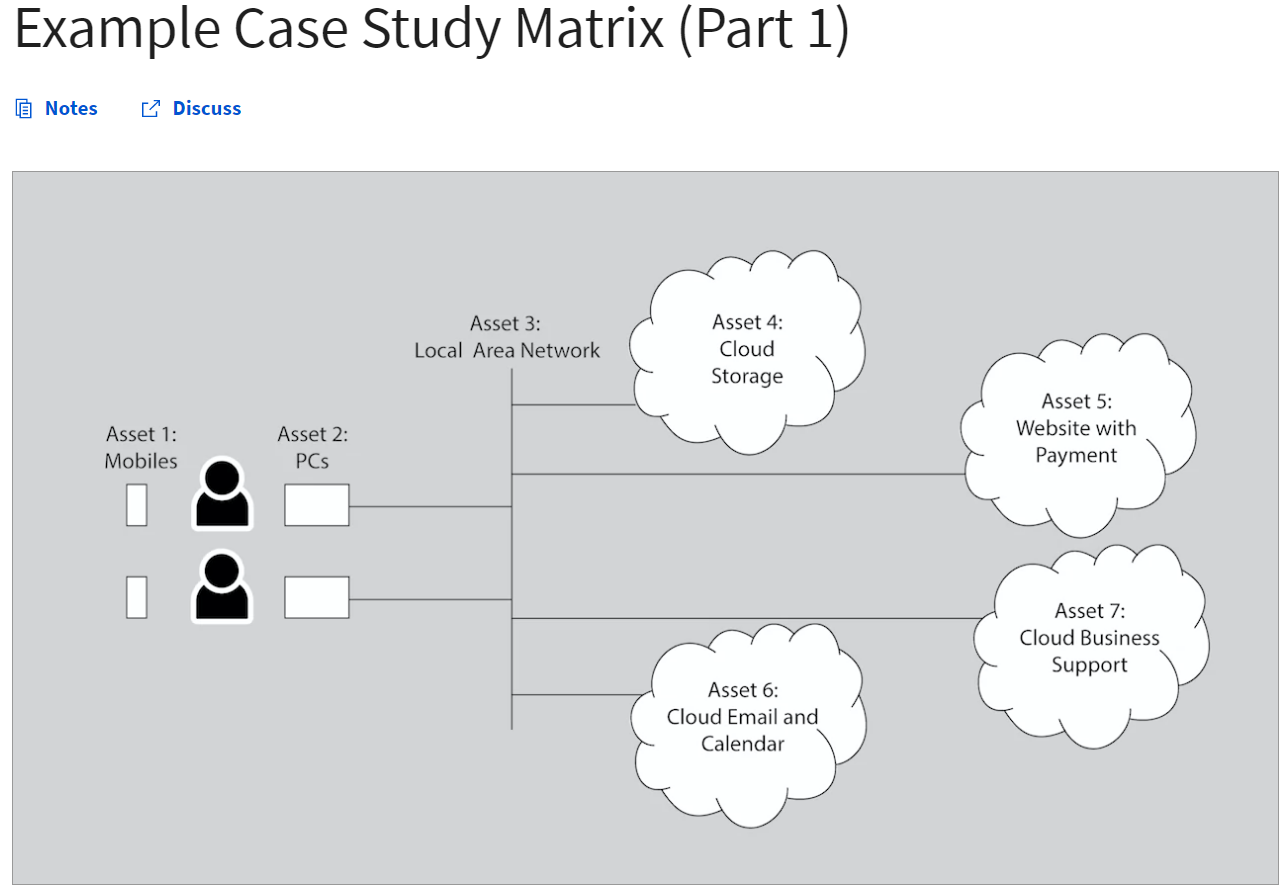 Example Case Study Matrix (Part 1)
Notes
Discuss
Asset 1:
Mobiles
Asset 2:
PCs
Asset 3:
Local Area Network
Asset 4:
Cloud
Storage
Asset 5:
Website with
Payment
Asset 6:
Cloud Email and
Calendar
Asset 7:
Cloud Business
Support